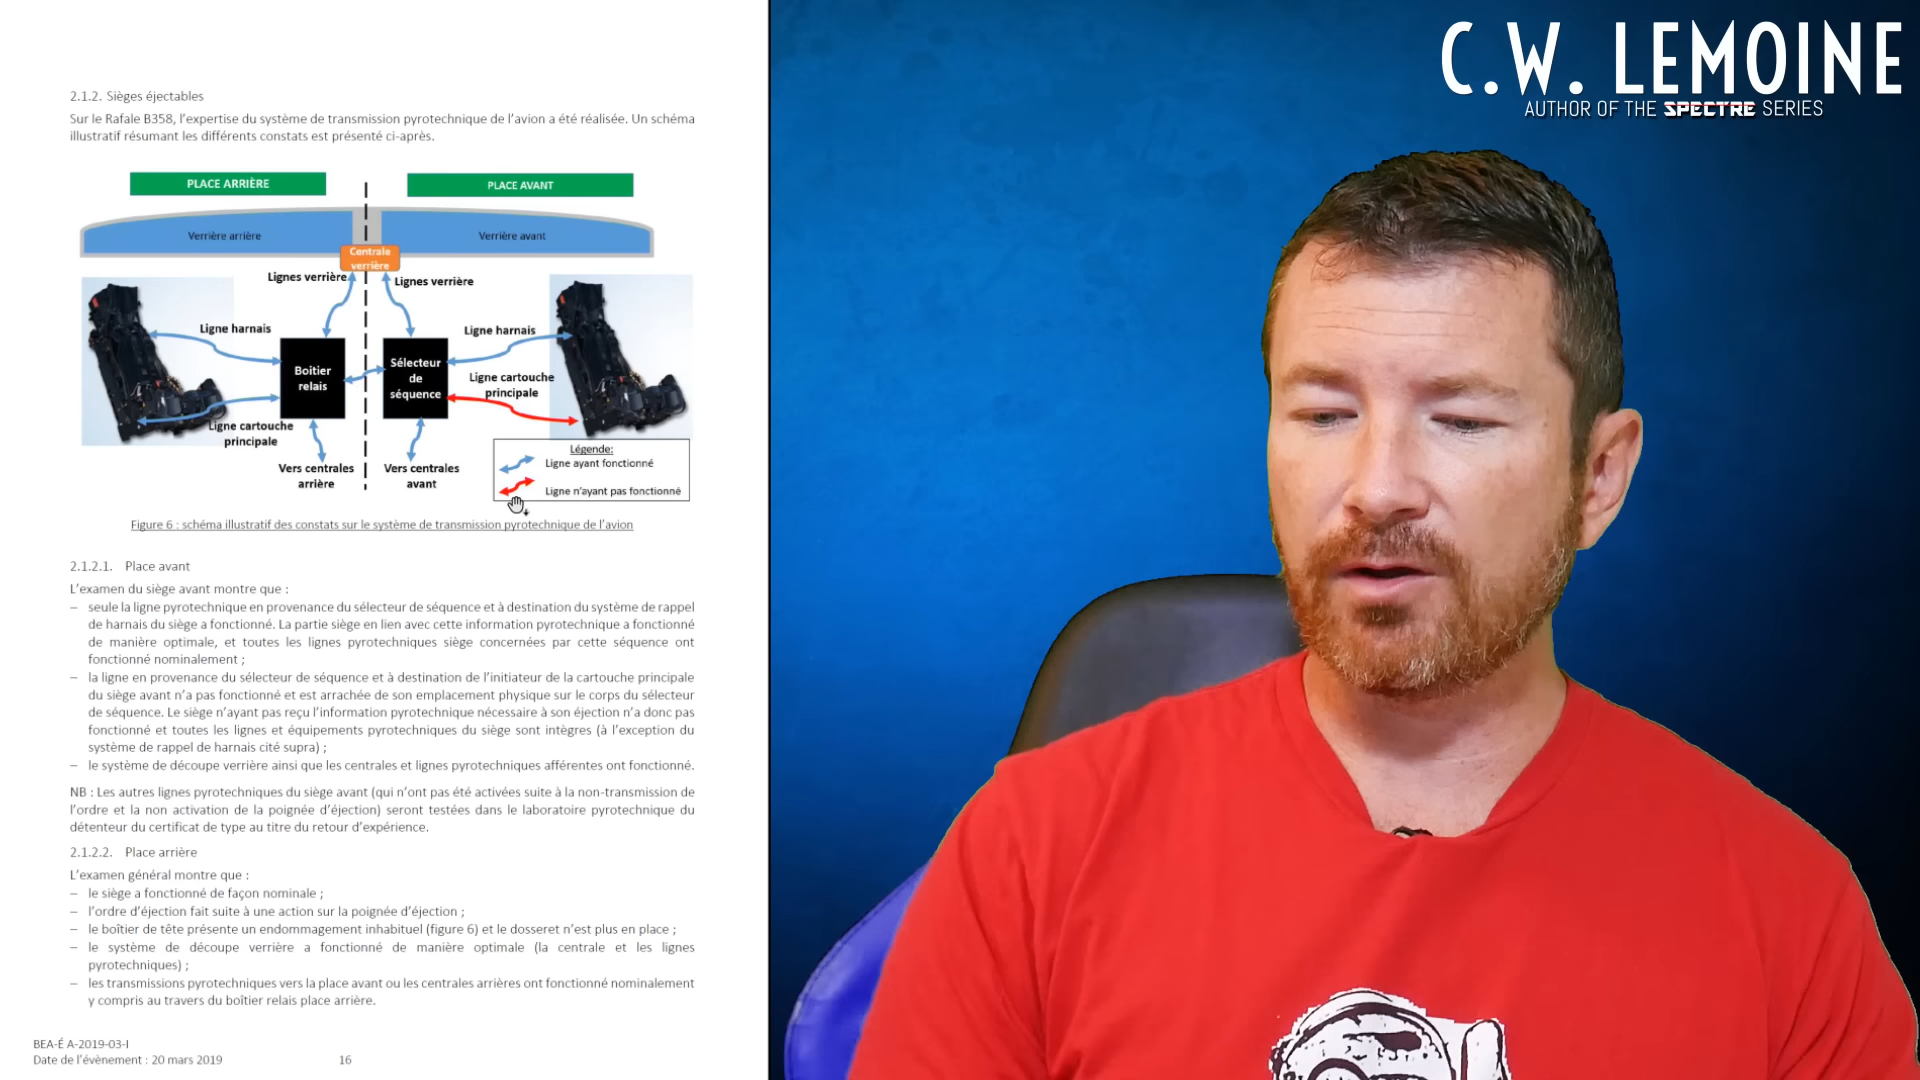 2.1.2. Sièges éjectables
Sur le Rafale B358, l’expertise du système de transmission pyrotechnique de l’avion a été réalisée. Un schéma
illustratif résumant les différents constats est présenté ci-après.
PLACE ARRIÈRE
PLACE AVANT
Verrière arrière
Verrière avant
Centrale
verrière
Lignes verrière
Lignes verrière
Ligne harnais
Ligne harnais
Boitier
relais
Sélecteur
de
séquence
Ligne cartouche
principale
Ligne cartouche
principale
Vers centrales
arrière
Vers centrales
avant
Légende:
Ligne ayant fonctionné
Ligne n’ayant pas fonctionné
Figure 6 : schéma illustratif des constats sur le système de transmission pyrotechnique de l’avion
2.1.2.1. Place avant
L’examen du siège avant montre que :
– seule la ligne pyrotechnique en provenance du sélecteur de séquence et à destination du système de rappel
de harnais du siège a fonctionné. La partie siège en lien avec cette information pyrotechnique a fonctionné
de manière optimale, et toutes les lignes pyrotechniques siège concernées par cette séquence ont
fonctionné nominalement ;
– la ligne en provenance du sélecteur de séquence et à destination de l’initiateur de la cartouche principale
du siège avant n’a pas fonctionné et est arrachée de son emplacement physique sur le corps du sélecteur
de séquence. Le siège n’ayant pas reçu l’information pyrotechnique nécessaire à son éjection n’a donc pas
fonctionné et toutes les lignes et équipements pyrotechniques du siège sont intègres (à l’exception du
système de rappel de harnais cité supra) ;
– le système de découpe verrière ainsi que les centrales et lignes pyrotechniques afférentes ont fonctionné.
NB : Les autres lignes pyrotechniques du siège avant (qui n’ont pas été activées suite à la non-transmission de
l’ordre et la non activation de la poignée d’éjection) seront testées dans le laboratoire pyrotechnique du
détenteur du certificat de type au titre du retour d’expérience.
2.1.2.2. Place arrière
L’examen général montre que :
– le siège a fonctionné de façon nominale ;
– l’ordre d’éjection fait suite à une action sur la poignée d’éjection ;
– le boîtier de tête présente un endommagement inhabituel (figure 6) et le dosseret n’est plus en place ;
– le système de découpe verrière a fonctionné de manière optimale (la centrale et les lignes
pyrotechniques) ;
– les transmissions pyrotechniques vers la place avant ou les centrales arrières ont fonctionné nominalement
y compris au travers du boîtier relais place arrière.
BEA-É A-2019-03-I
Date de l’évènement : 20 mars 2019
16
C.W. LEMOINE
AUTHOR OF THE SPECTRE SERIES